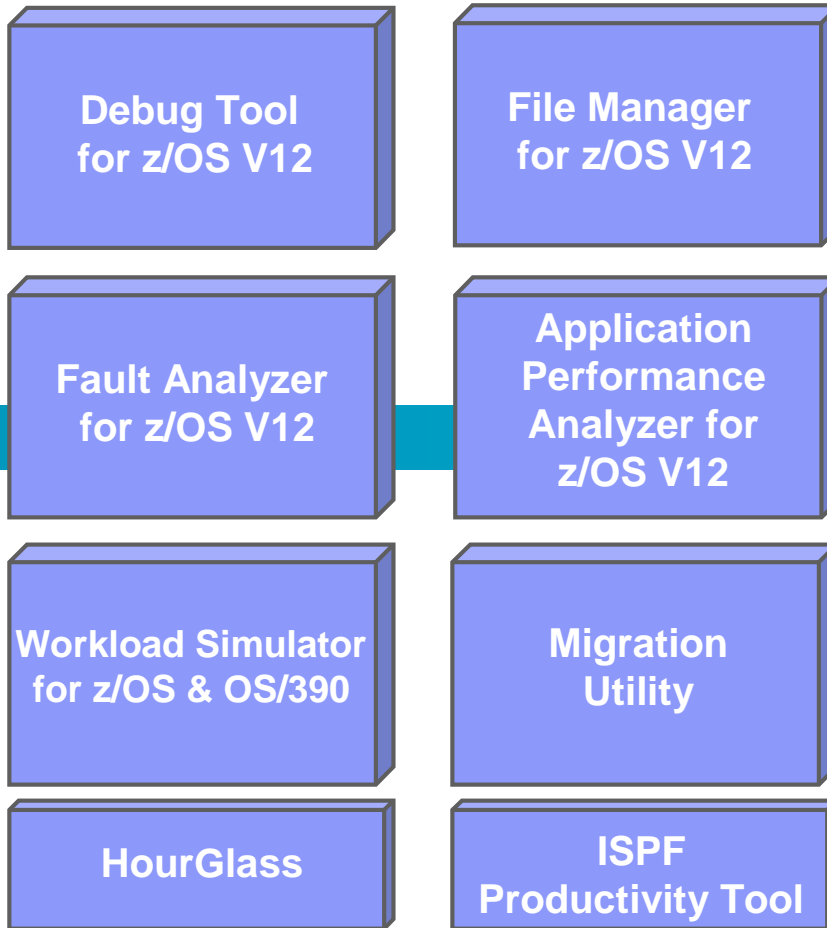 Debug Tool
for z/OS V12
File Manager
for z/OS V12
Fault Analyzer
for z/OS V12
Application
Performance
Analyzer for
z/OS V12
Workload Simulator
for z/OS & OS/390
Migration
Utility
HourGlass
ISPF
Productivity Tool